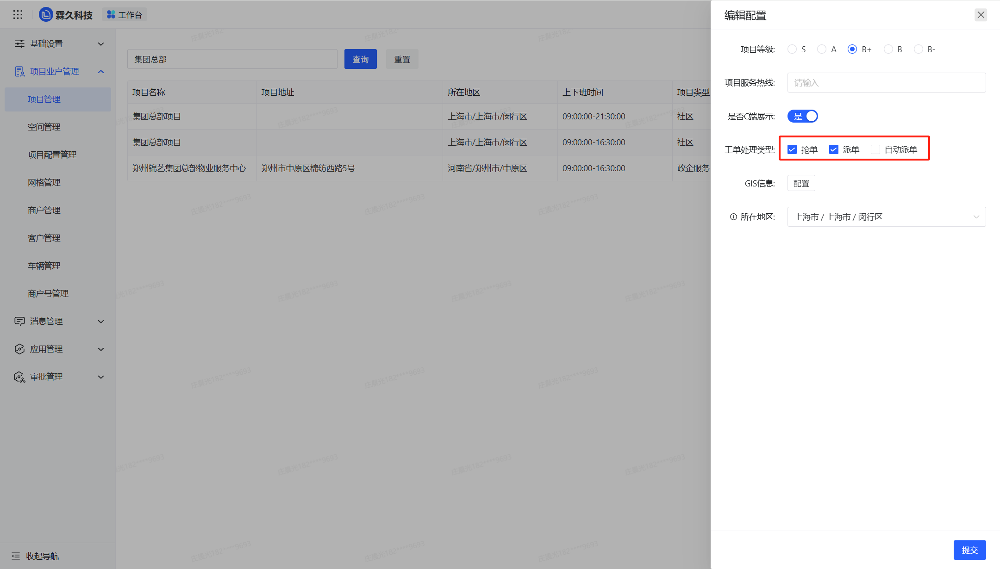 霖久科技
工作台
基础设置
项目业户管理
项目管理
空间管理
项目配置管理
网格管理
商户管理
客户管理
车辆管理
商户号管理
消息管理
应用管理
审批管理
收起导航
集团总部 查询 重置
项目名称 项目地址 所在地区 上下班时间 项目类型
集团总部项目 上海市/上海市/闵行区 09:00:00-21:30:00 社区
集团总部项目 上海市/上海市/闵行区 09:00:00-16:30:00 社区
郑州锦艺集团总部物业服务中心 郑州市中原区棉纺西路5号 河南省/郑州市/中原区 09:00:00-16:30:00 政企服务
庄晨光182****9693
编辑配置
项目等级: S A B+ B B-
项目服务热线: 请输入
是否C端展示: 是
工单处理类型: 抢单 派单 自动派单
GIS信息: 配置
所在地区: 上海市 / 上海市 / 闵行区
提交